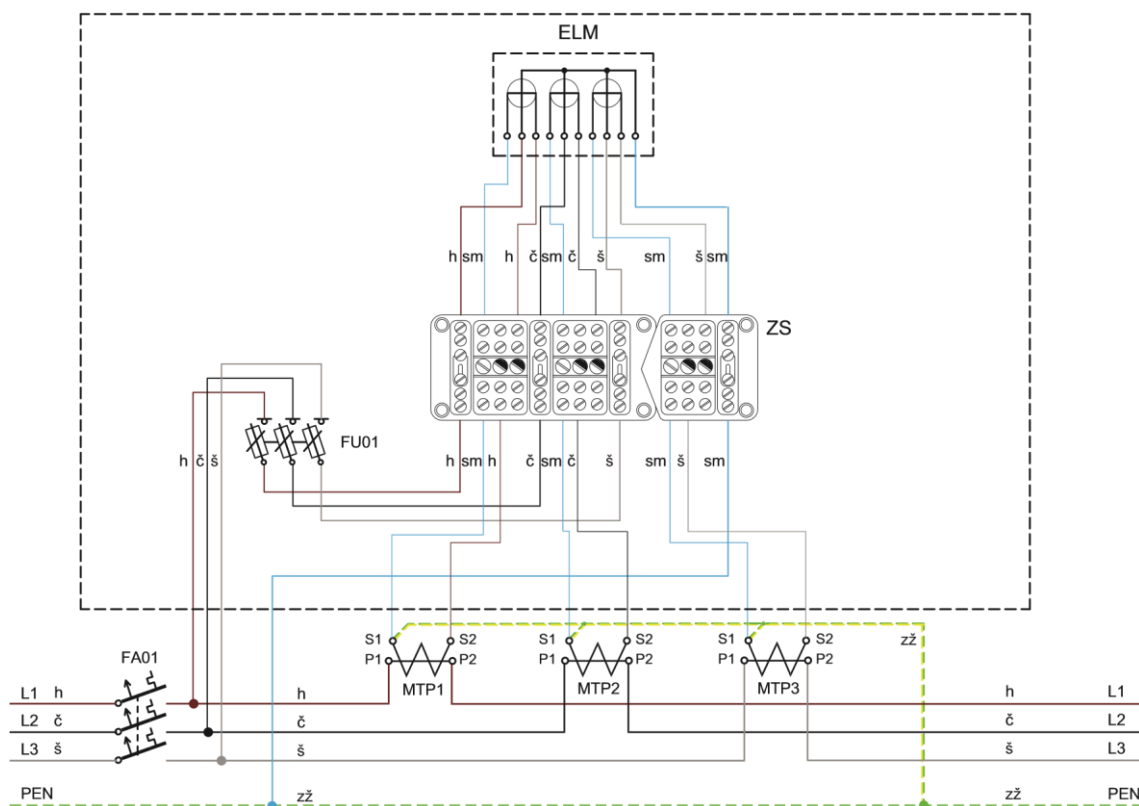 ELM
h sm h č sm č š sm š sm
ZS
FU01
h č š h sm h č sm č š sm š sm
S1 S2 S1 S2 S1 S2 zž
FA01 P1 P2 P1 P2 P1 P2
MTP1 MTP2 MTP3
L1 h h h L1
L2 č č č L2
L3 š š š L3
PEN zž zž PEN